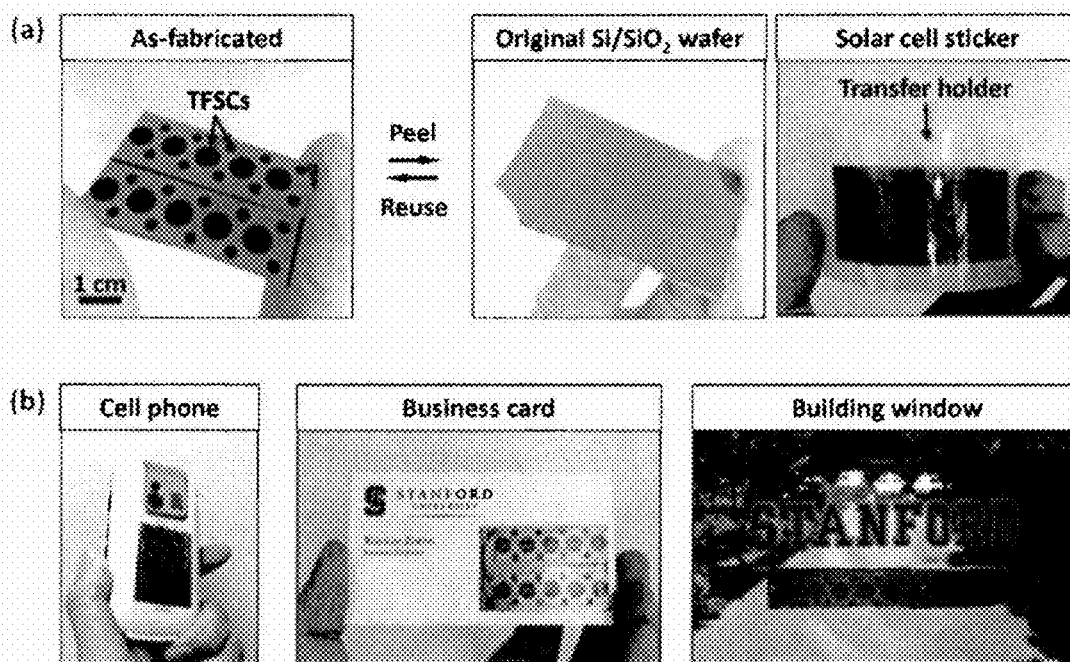 (a)
As-fabricated
Original Si/SiO₂ wafer
Solar cell sticker
TFSCs
Transfer holder
Peel
Reuse
1 cm
(b)
Cell phone
Business card
Building window
S STANFORD
STANFORD